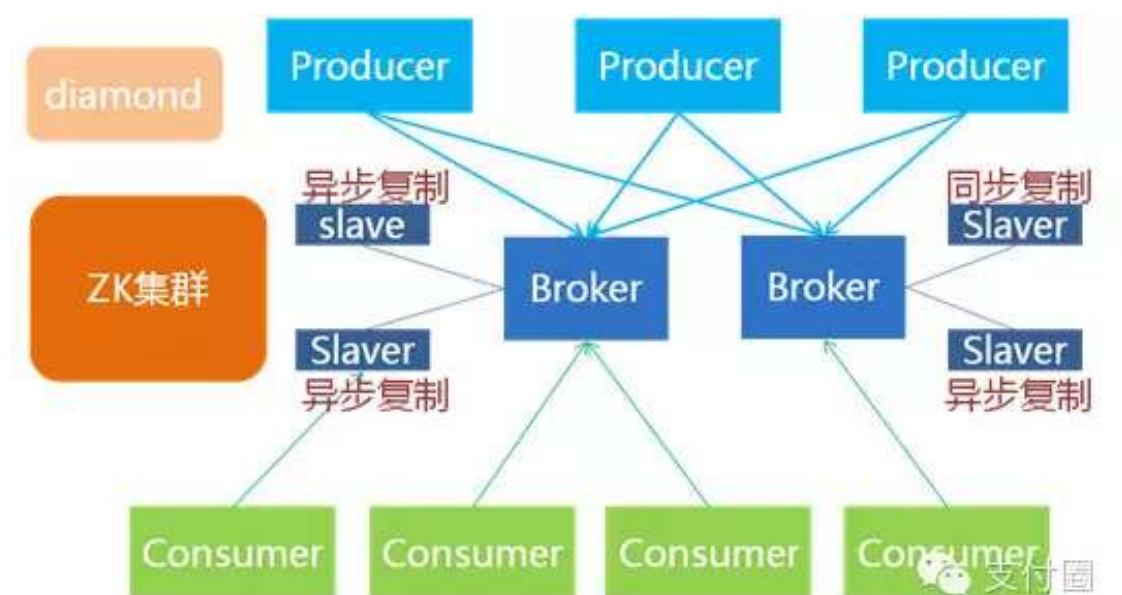 diamond
Producer
Producer
Producer
异步复制
slave
同步复制
Slaver
ZK集群
Broker
Broker
Slaver
异步复制
Slaver
异步复制
Consumer
Consumer
Consumer
Consumer
支付圈